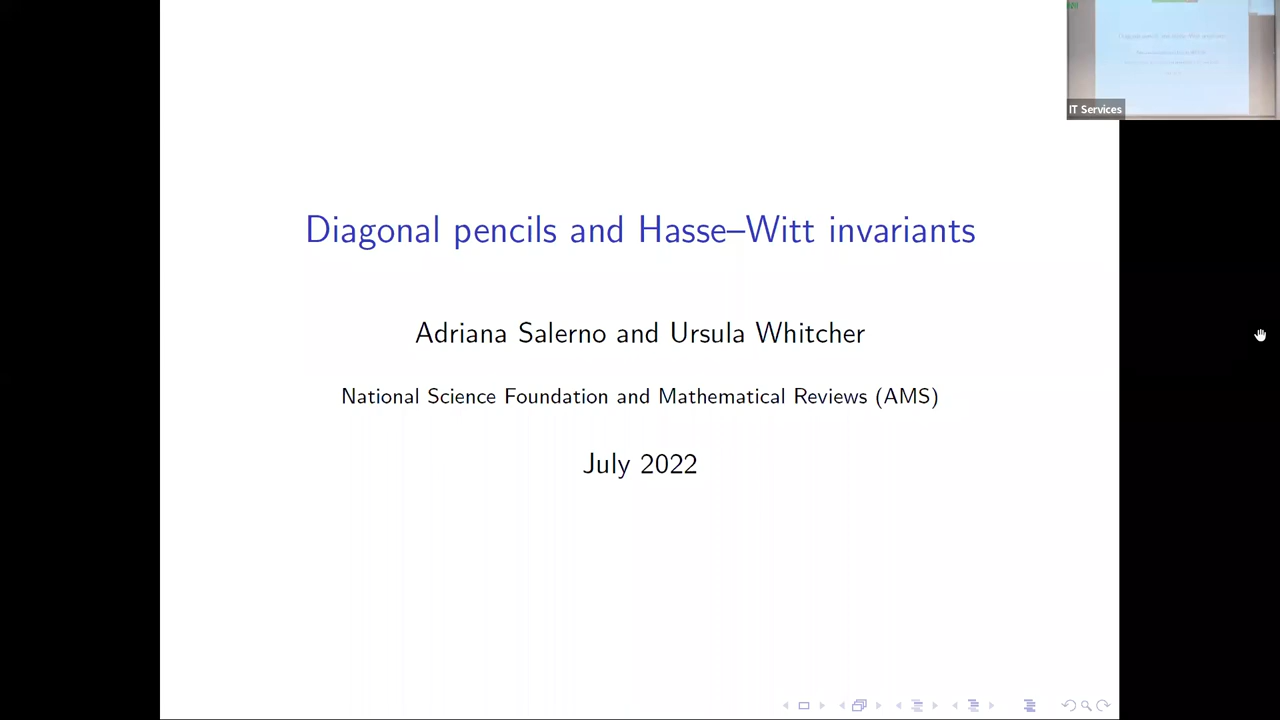 Diagonal pencils and Hasse–Witt invariants
Adriana Salerno and Ursula Whitcher
National Science Foundation and Mathematical Reviews (AMS)
July 2022
IT Services